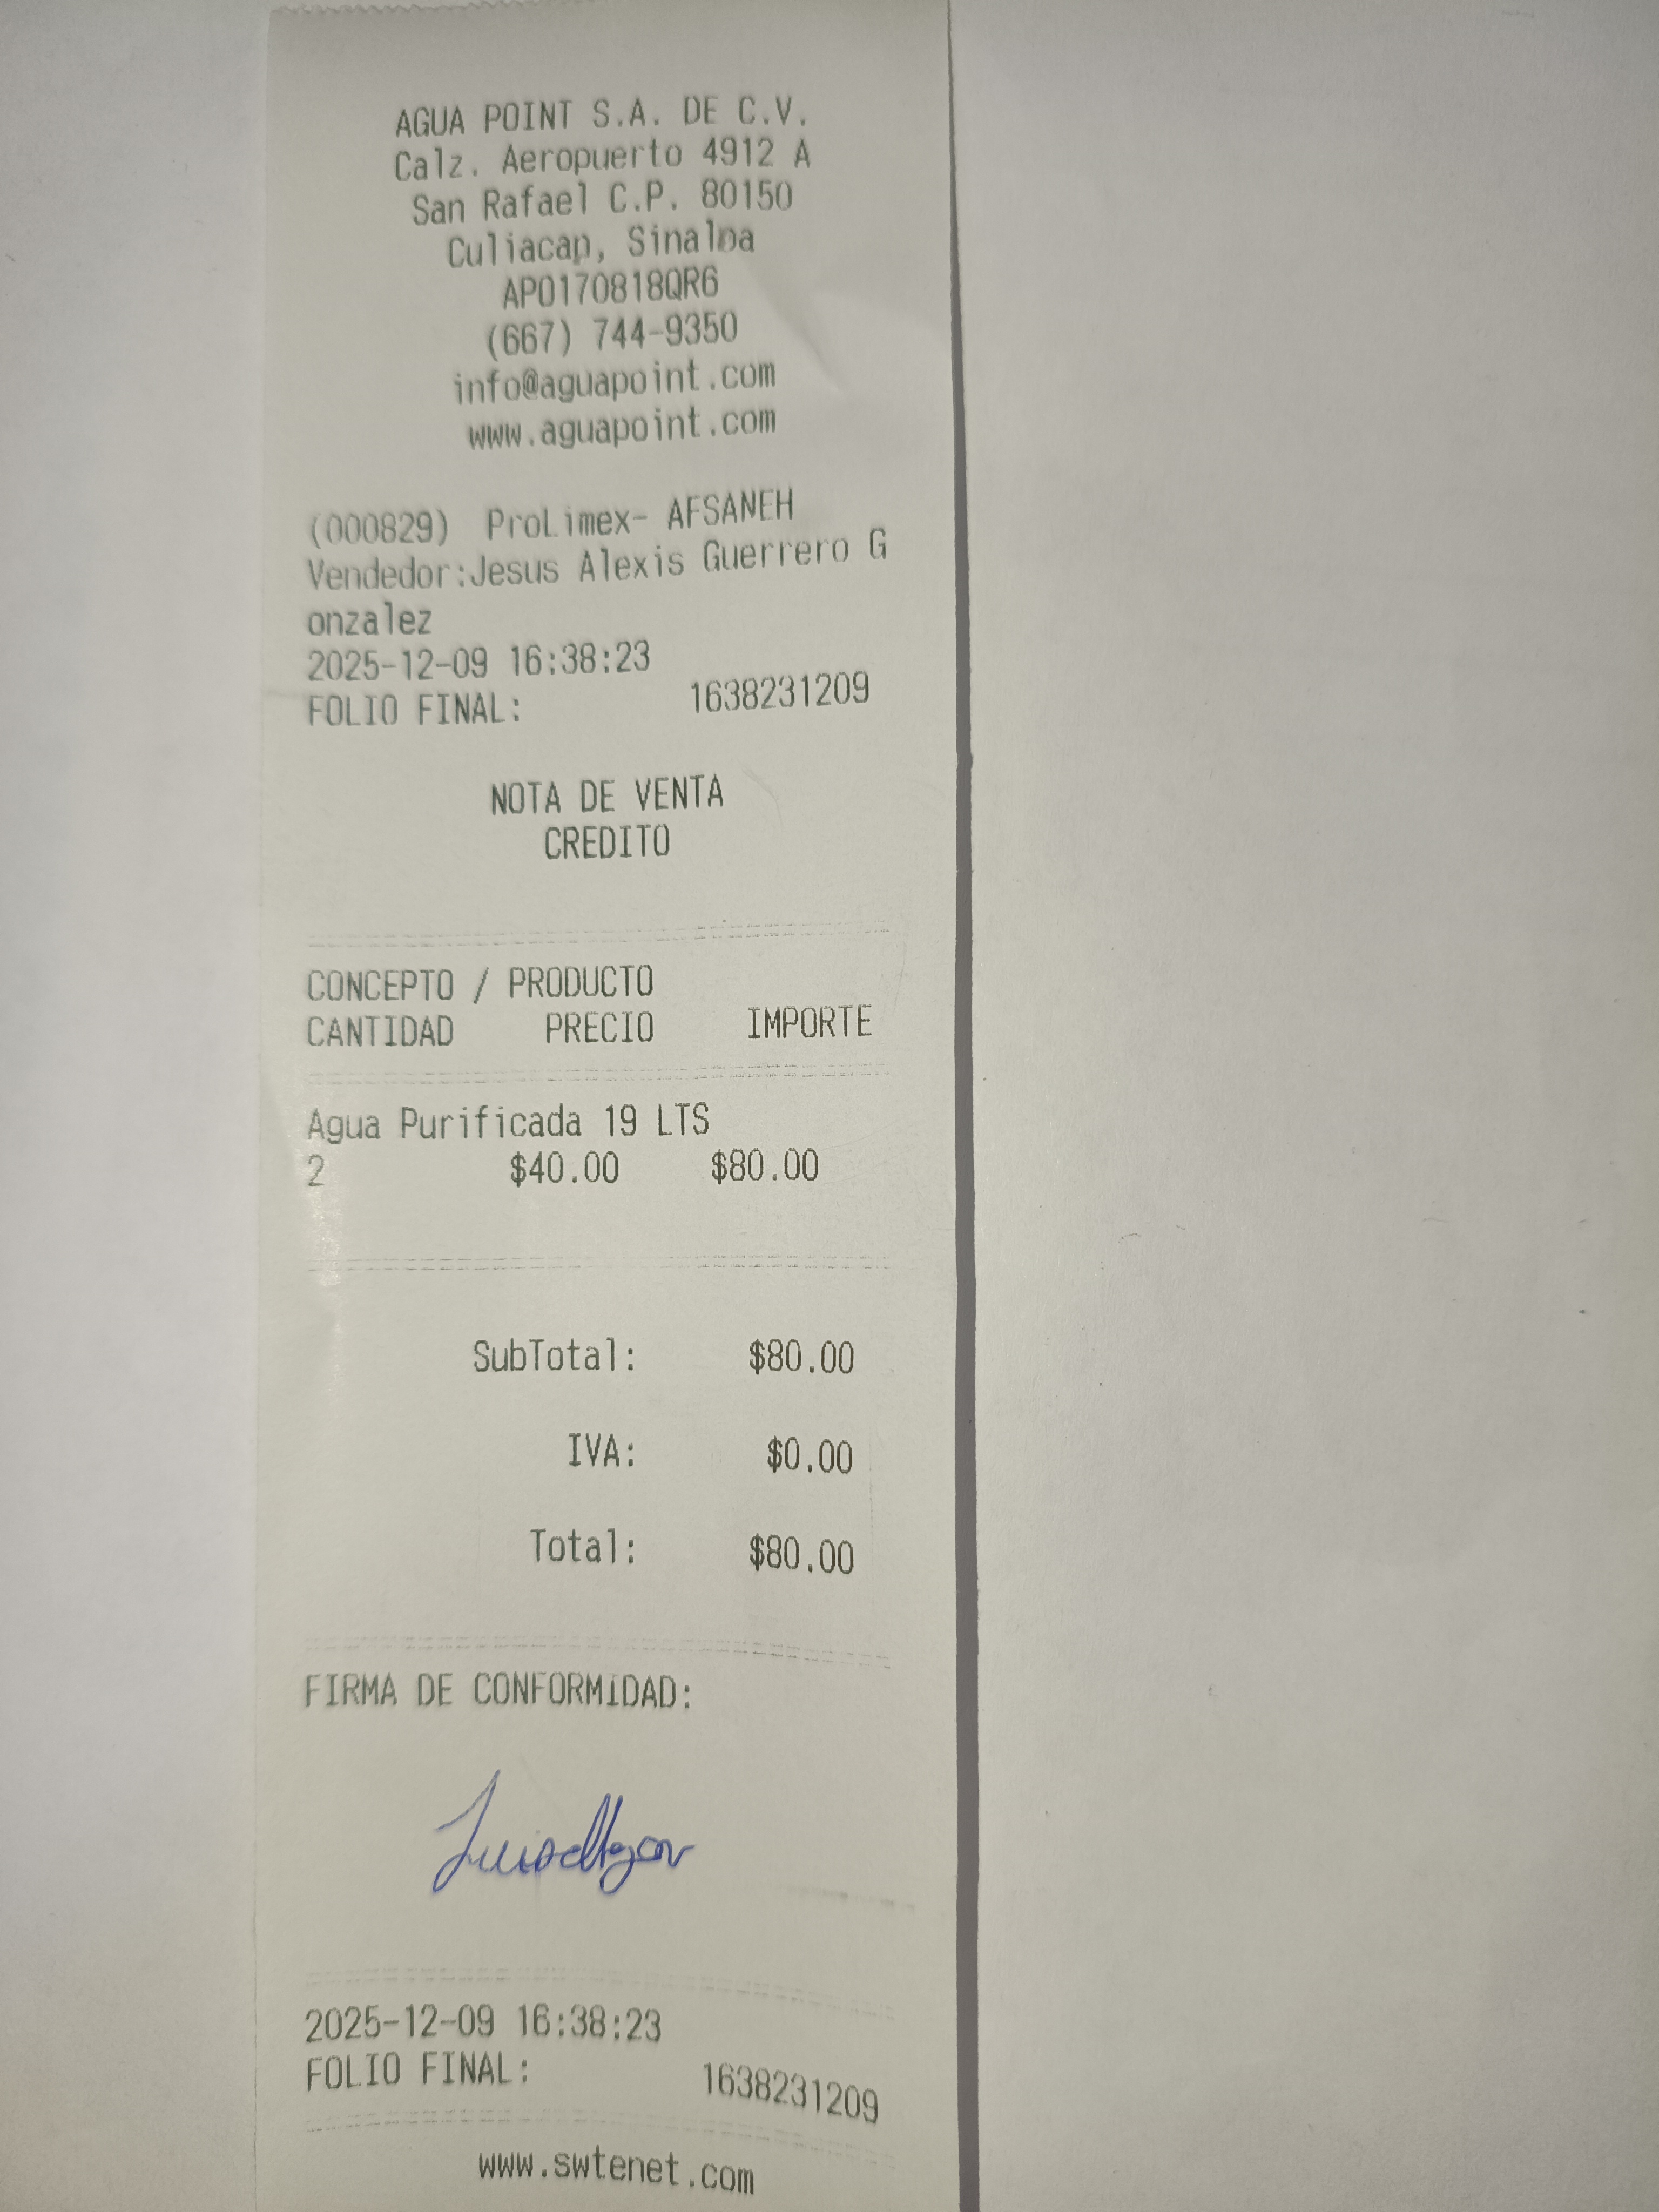 AGUA POINT S.A. DE C.V.
Calz. Aeropuerto 4912 A
San Rafael C.P. 80150
Culiacan, Sinaloa
APO170818QR6
(667) 744-9350
info@aguapoint.com
www.aguapoint.com
(000829) ProLimex- AFSANEH
Vendedor:Jesus Alexis Guerrero G
onzalez
2025-12-09 16:38:23
FOLIO FINAL: 1638231209
NOTA DE VENTA
CREDITO
CONCEPTO / PRODUCTO
CANTIDAD PRECIO IMPORTE
Agua Purificada 19 LTS
2 $40.00 $80.00
SubTotal: $80.00
IVA: $0.00
Total: $80.00
FIRMA DE CONFORMIDAD:
2025-12-09 16:38:23
FOLIO FINAL: 1638231209
www.swtenet.com